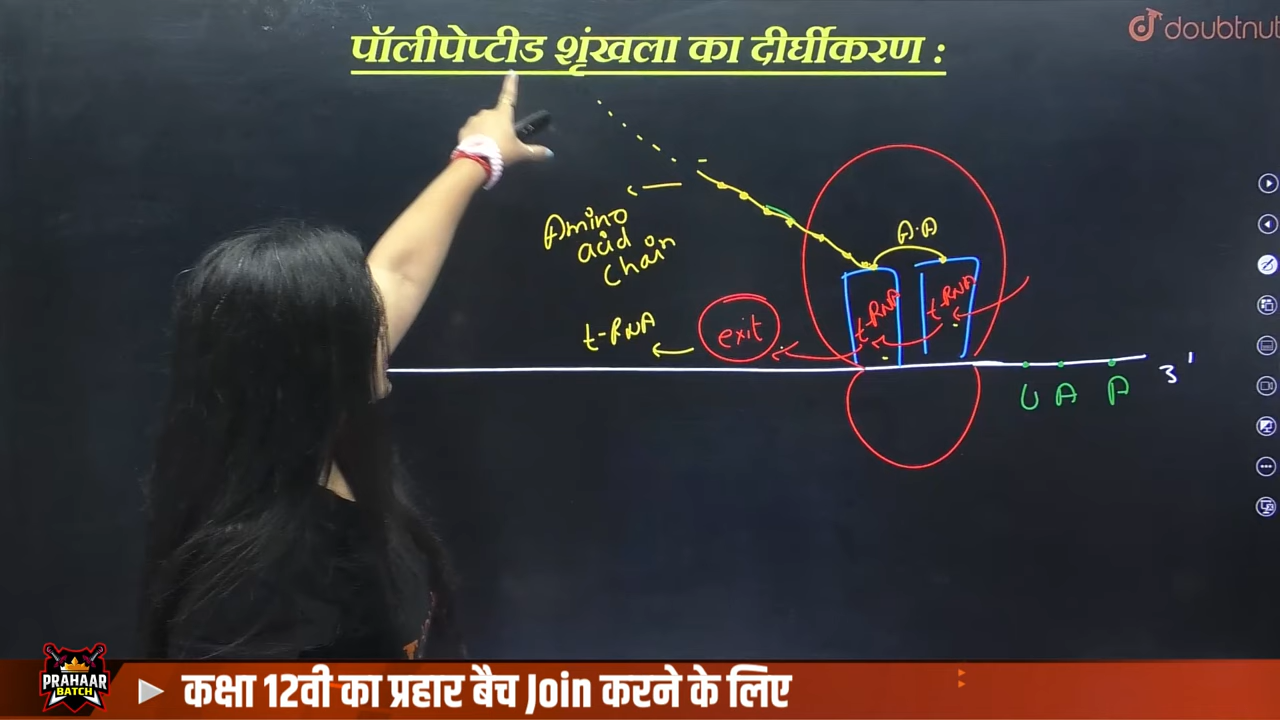 पॉलीपेप्टीड शृंखला का दीर्घीकरण :
doubtnut
Amino
acid
chain
A.A
t-RNA
t-RNA
t-RNA
exit
3'
U A A
PRAHAAR
BATCH
कक्षा 12वी का प्रहार बैच Join करने के लिए